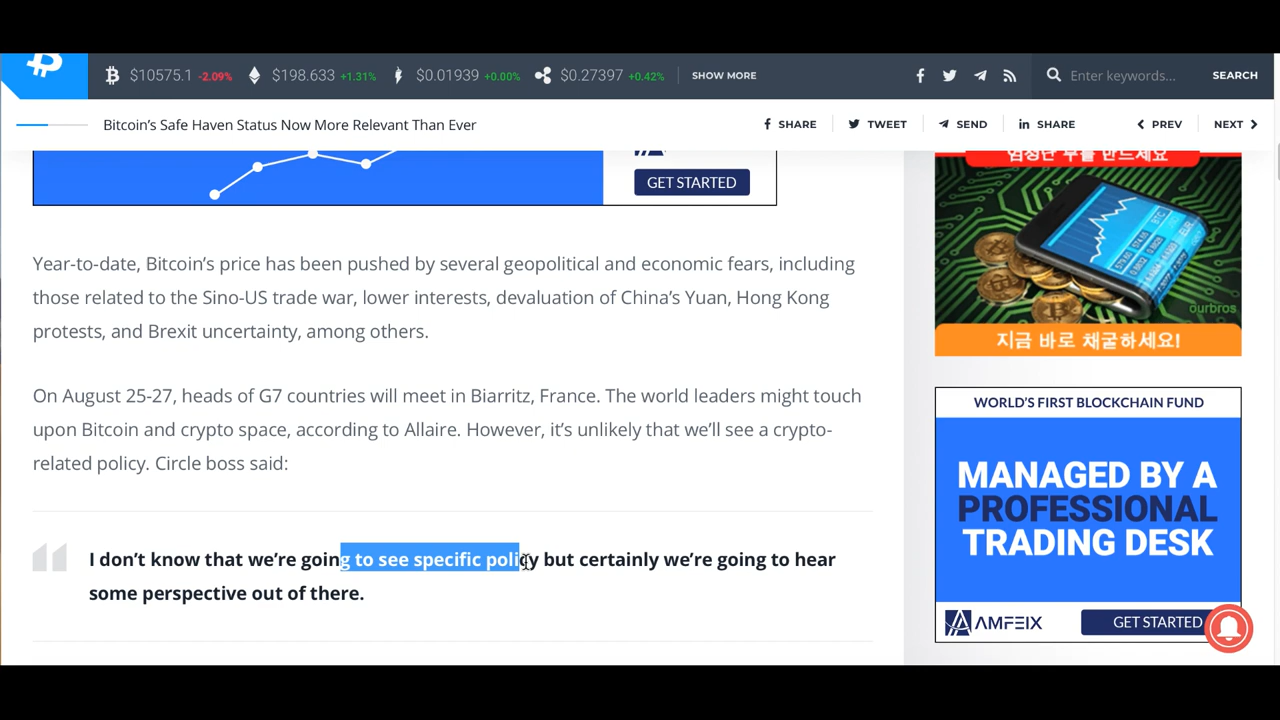 $10575.1 -2.09% $198.633 +1.31% $0.01939 +0.00% $0.27397 +0.42% SHOW MORE Enter keywords... SEARCH
Bitcoin's Safe Haven Status Now More Relevant Than Ever SHARE TWEET SEND SHARE PREV NEXT
GET STARTED
Year-to-date, Bitcoin's price has been pushed by several geopolitical and economic fears, including
those related to the Sino-US trade war, lower interests, devaluation of China's Yuan, Hong Kong
protests, and Brexit uncertainty, among others.
On August 25-27, heads of G7 countries will meet in Biarritz, France. The world leaders might touch
upon Bitcoin and crypto space, according to Allaire. However, it's unlikely that we'll see a crypto-
related policy. Circle boss said:
I don't know that we're going to see specific policy but certainly we're going to hear
some perspective out of there.
엄청난 부를 만드세요
BTC
ourbros
지금 바로 채굴하세요!
WORLD'S FIRST BLOCKCHAIN FUND
MANAGED BY A
PROFESSIONAL
TRADING DESK
AMFEIX GET STARTED